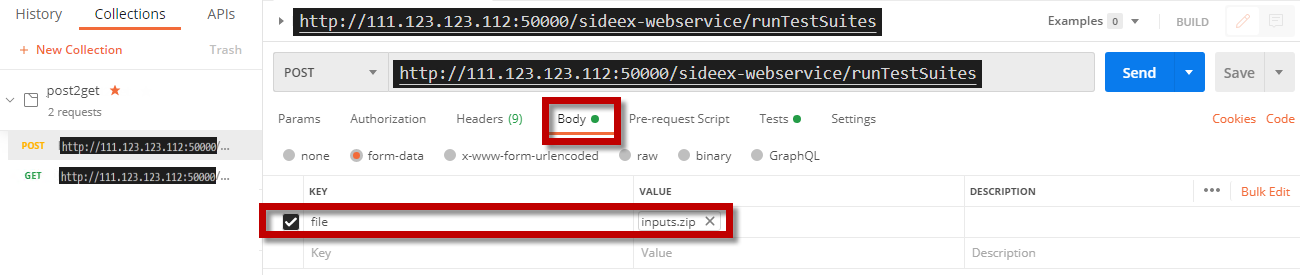 History Collections APIs
+ New Collection Trash
post2get ★
2 requests
POST http://111.123.123.112:50000/...
GET http://111.123.123.112:50000/...
http://111.123.123.112:50000/sideex-webservice/runTestSuites
Examples 0 BUILD
POST http://111.123.123.112:50000/sideex-webservice/runTestSuites Send Save
Params Authorization Headers (9) Body Pre-request Script Tests Settings Cookies Code
none form-data x-www-form-urlencoded raw binary GraphQL
KEY VALUE DESCRIPTION ••• Bulk Edit
file inputs.zip ✕
Key Value Description